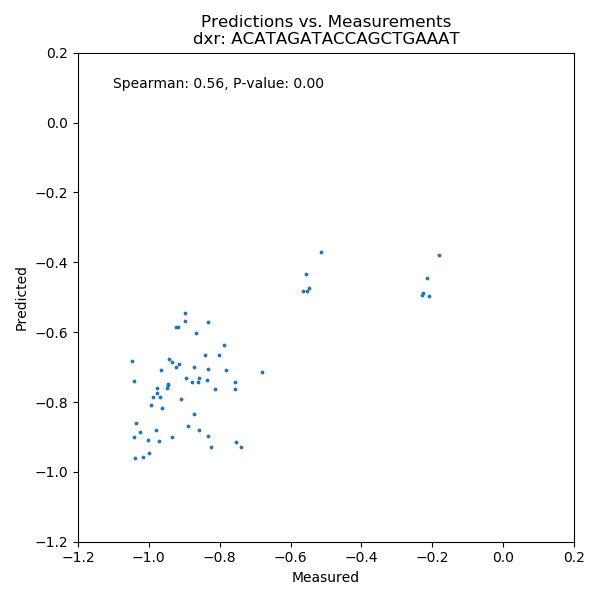 Predictions vs. Measurements
dxr: ACATAGATACCAGCTGAAAT
0.2
Spearman: 0.56, P-value: 0.00
0.0
−0.2
−0.4
Predicted
−0.6
−0.8
−1.0
−1.2
−1.2 −1.0 −0.8 −0.6 −0.4 −0.2 0.0 0.2
Measured